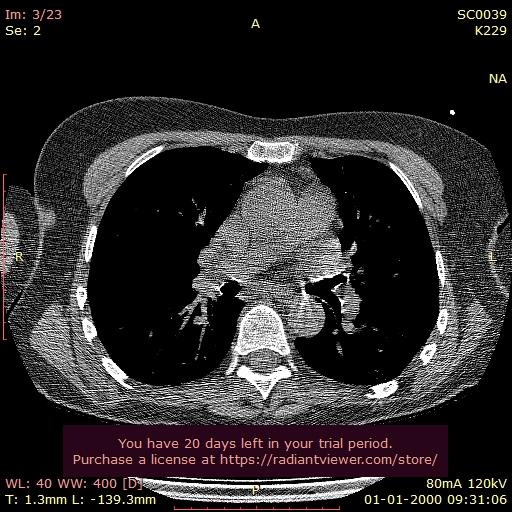 Im: 3/23
Se: 2
A
SC0039
K229
NA
R
L
You have 20 days left in your trial period.
Purchase a license at https://radiantviewer.com/store/
WL: 40 WW: 400 [D]
T: 1.3mm L: -139.3mm
P
80mA 120kV
01-01-2000 09:31:06